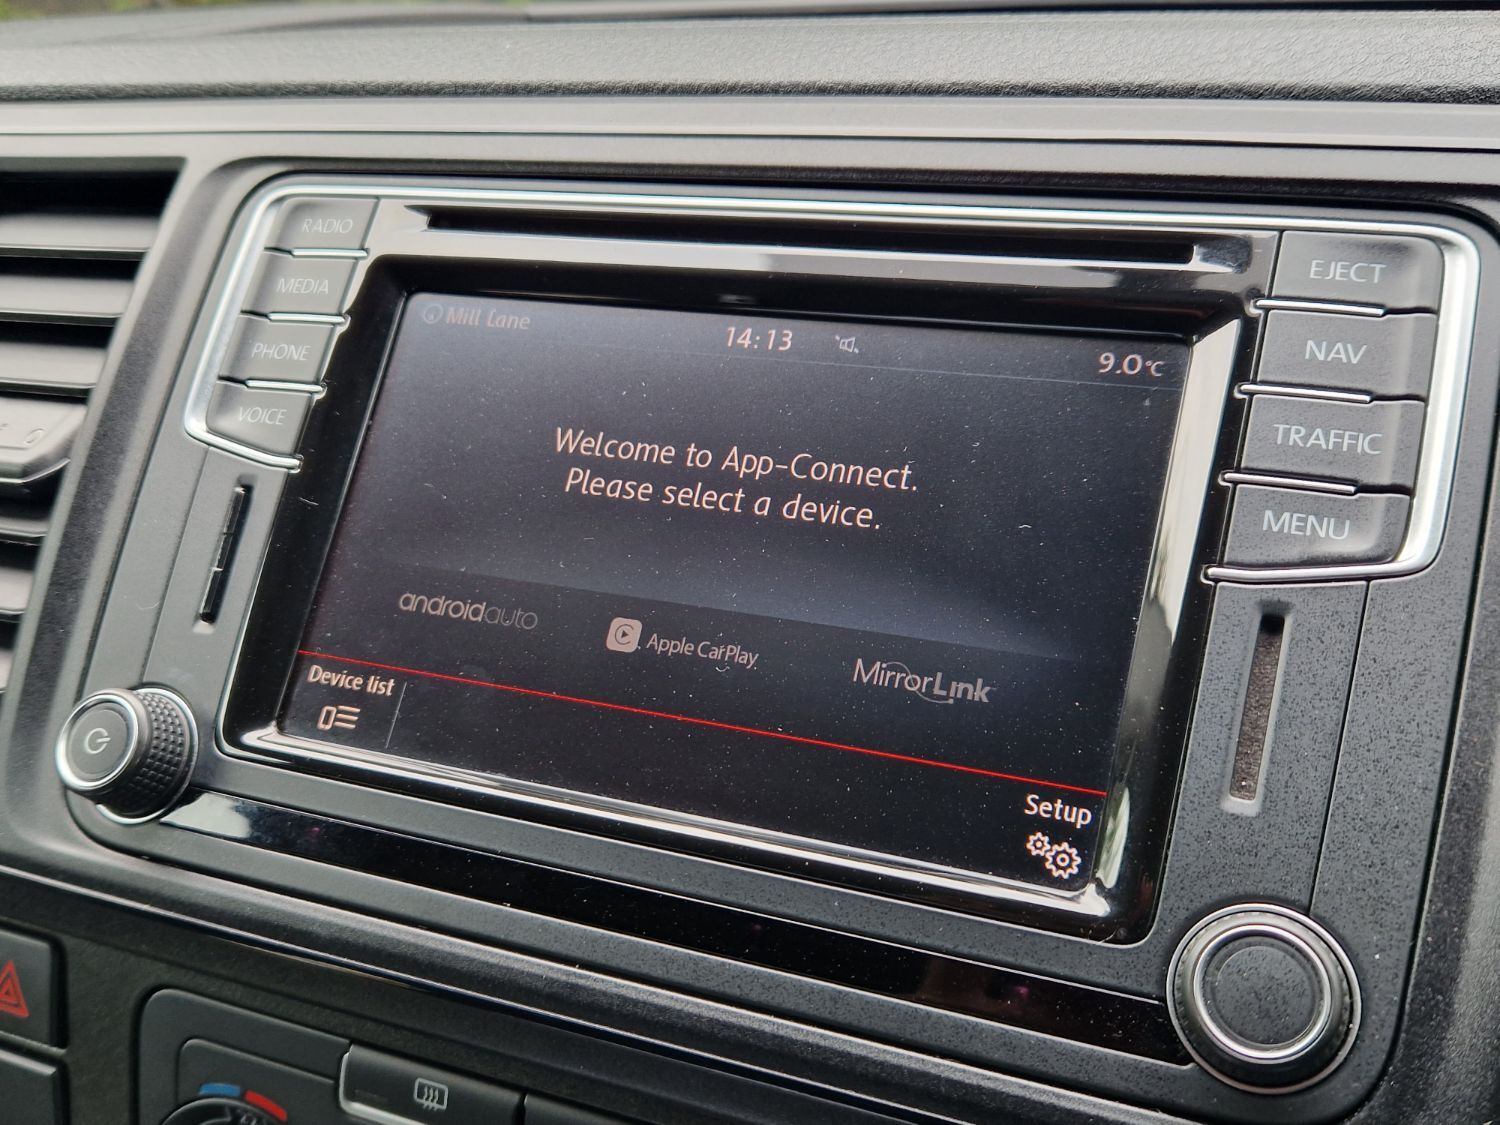 RADIO
MEDIA
PHONE
VOICE
EJECT
NAV
TRAFFIC
MENU
Mill Lane
14:13
9.0°C
Welcome to App-Connect.
Please select a device.
androidauto
Apple CarPlay
MirrorLink
Device list
Setup